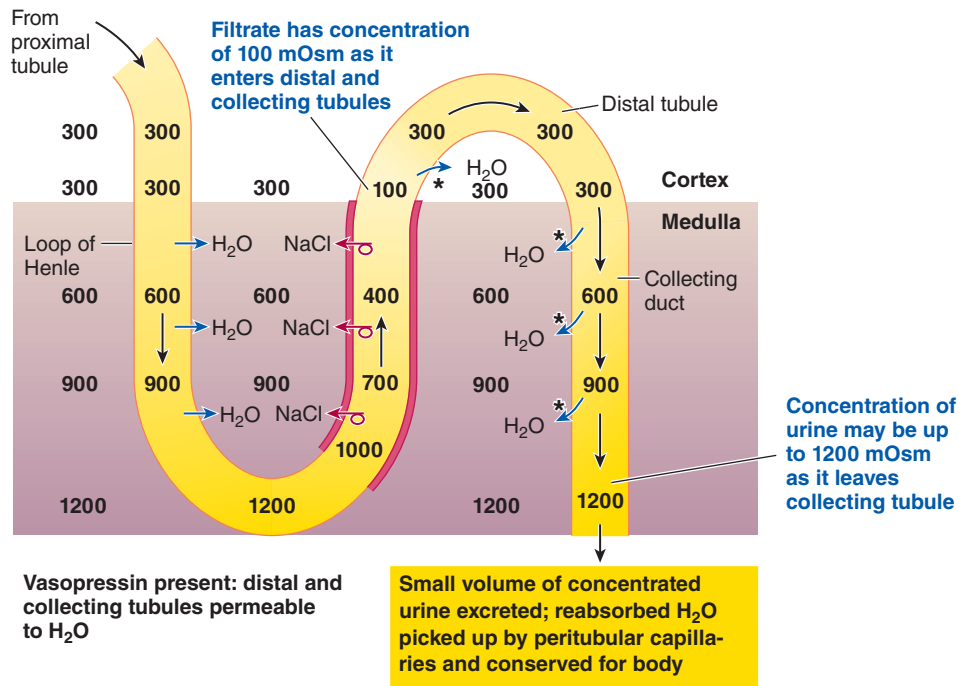 From
proximal
tubule
Filtrate has concentration
of 100 mOsm as it
enters distal and
collecting tubules
Distal tubule
300 300 300 300
H₂O
*
300 300 300 100 300 300
Cortex
Medulla
Loop of
Henle
H₂O NaCl
*
H₂O
Collecting
duct
600 600 600 400 600 600
H₂O NaCl
*
H₂O
900 900 900 700 900 900
H₂O NaCl
*
H₂O
1000
1200 1200 1200 1200
Concentration of
urine may be up
to 1200 mOsm
as it leaves
collecting tubule
Vasopressin present: distal and
collecting tubules permeable
to H₂O
Small volume of concentrated
urine excreted; reabsorbed H₂O
picked up by peritubular capilla-
ries and conserved for body